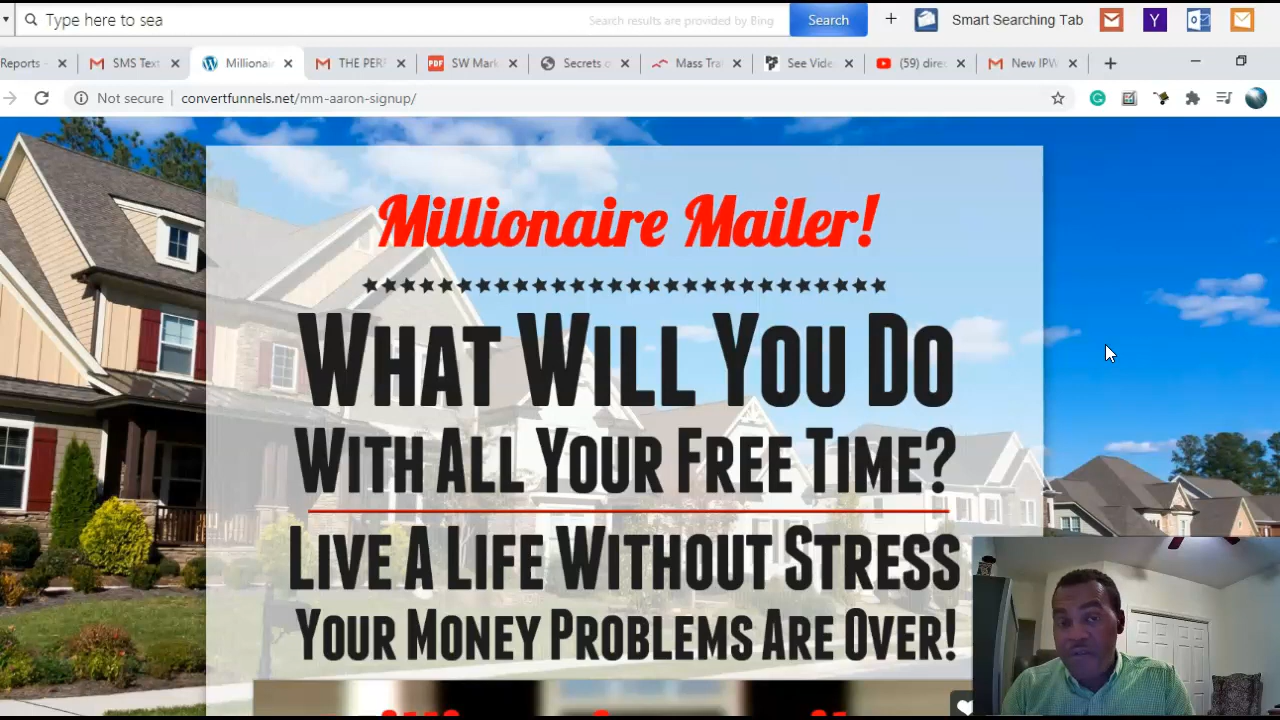 Type here to sea
Search results are provided by Bing
Search
Smart Searching Tab
Reports -
SMS Text
Millionai
THE PERF
SW Mark
Secrets o
Mass Tra
See Vide
(59) direc
New IPW
Not secure
convertfunnels.net/mm-aaron-signup/
Millionaire Mailer!
WHAT WILL YOU DO
WITH ALL YOUR FREE TIME?
LIVE A LIFE WITHOUT STRESS
YOUR MONEY PROBLEMS ARE OVER!